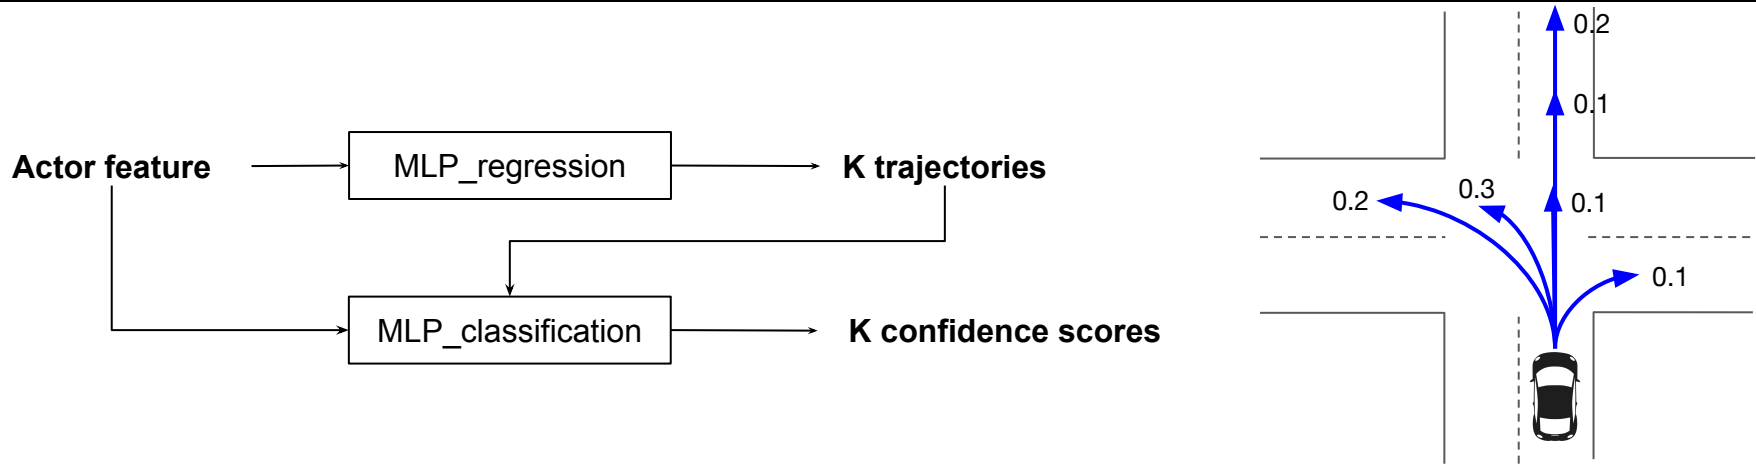 Actor feature
MLP_regression
K trajectories
MLP_classification
K confidence scores
0.2
0.1
0.3
0.2
0.1
0.1